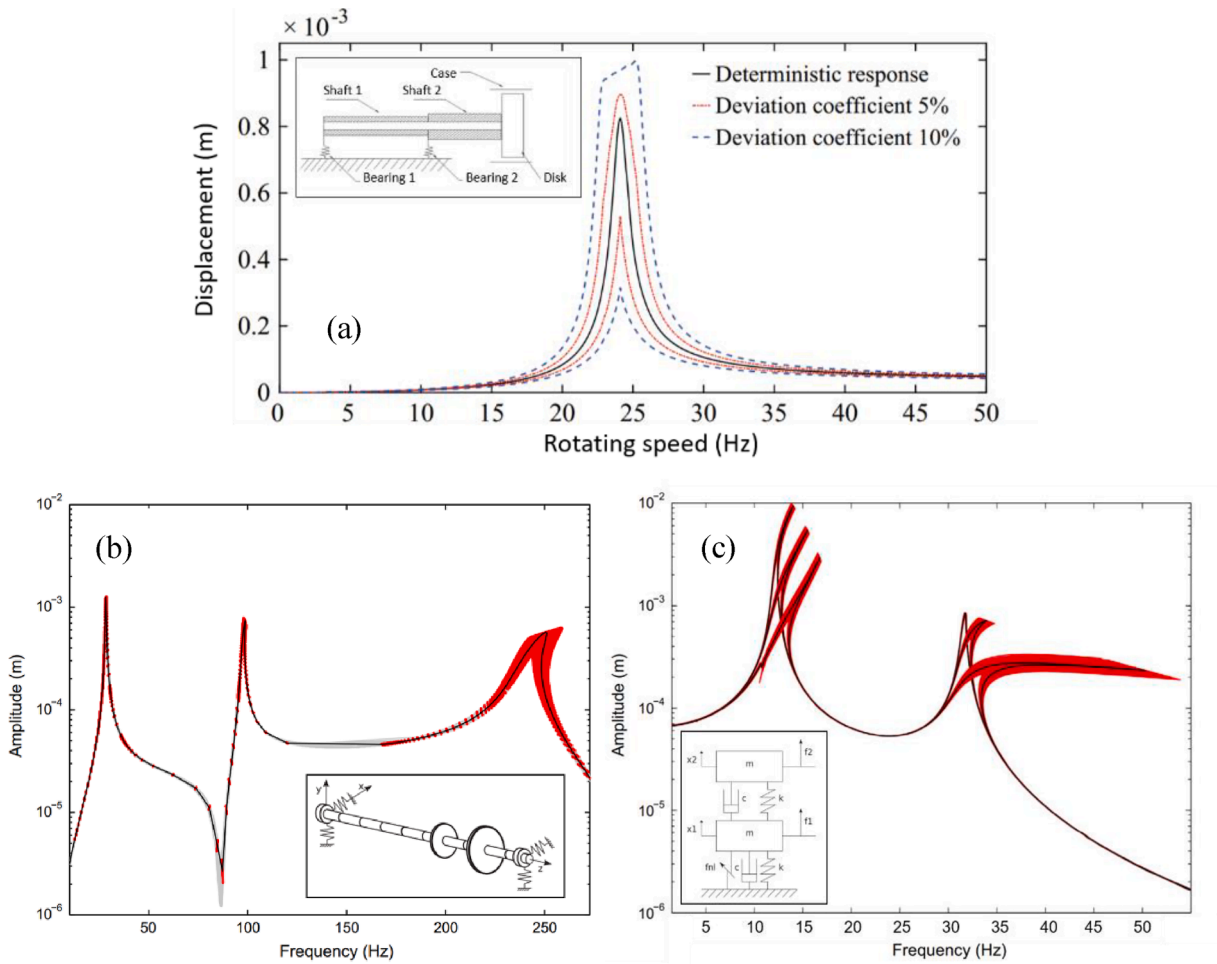 × 10⁻³
1
0.8
0.6
0.4
0.2
0
Displacement (m)
Case
Shaft 1
Shaft 2
Bearing 1
Bearing 2
Disk
Deterministic response
Deviation coefficient 5%
Deviation coefficient 10%
(a)
0 5 10 15 20 25 30 35 40 45 50
Rotating speed (Hz)
10⁻²
10⁻³
10⁻⁴
10⁻⁵
10⁻⁶
Amplitude (m)
(b)
y
x
z
50 100 150 200 250
Frequency (Hz)
10⁻²
10⁻³
10⁻⁴
10⁻⁵
10⁻⁶
Amplitude (m)
(c)
x2 m f2
c k
x1 m f1
fnl c k
5 10 15 20 25 30 35 40 45 50
Frequency (Hz)